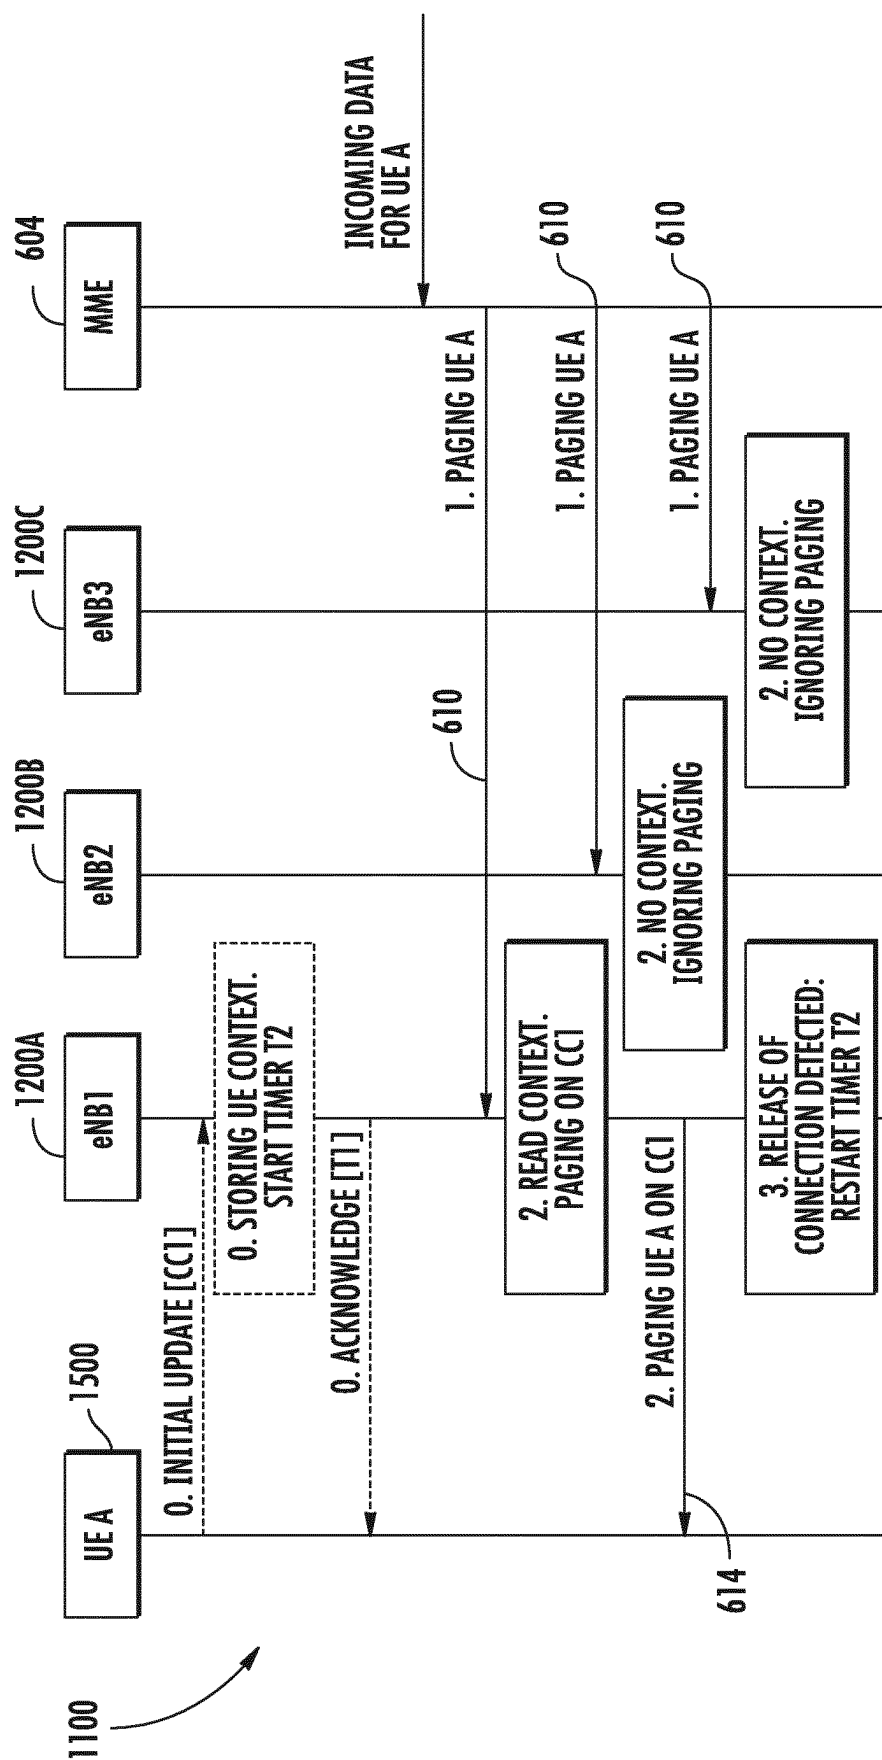 1100
1500
UE A
1200A
eNB1
1200B
eNB2
1200C
eNB3
604
MME
0. INITIAL UPDATE [CC1]
0. STORING UE CONTEXT.
START TIMER T2
0. ACKNOWLEDGE [T1]
INCOMING DATA
FOR UE A
1. PAGING UE A
610
2. READ CONTEXT.
PAGING ON CC1
1. PAGING UE A
610
2. NO CONTEXT.
IGNORING PAGING
2. PAGING UE A ON CC1
614
1. PAGING UE A
610
2. NO CONTEXT.
IGNORING PAGING
3. RELEASE OF
CONNECTION DETECTED:
RESTART TIMER T2